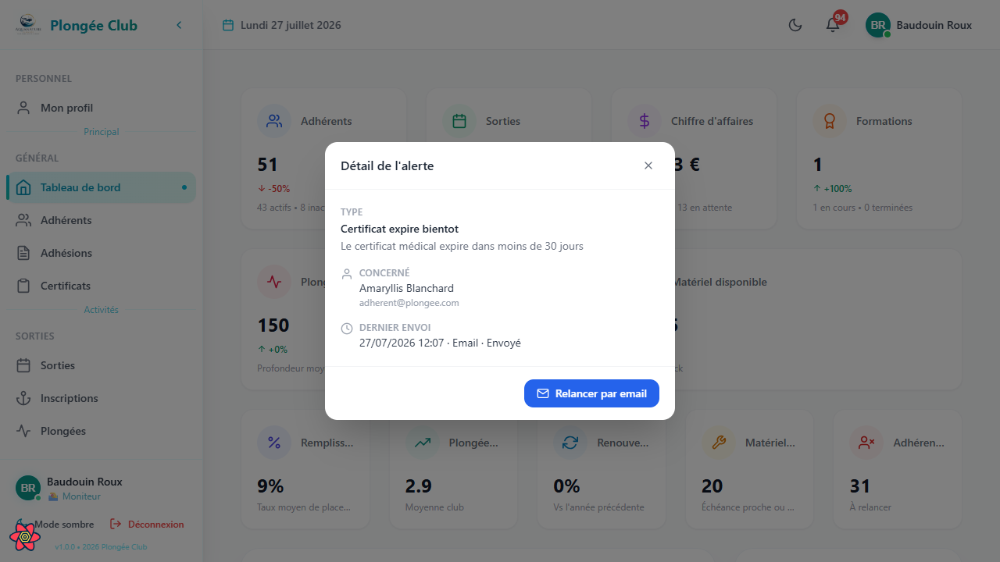 Plongée Club
Lundi 27 juillet 2026
94
BR
Baudouin Roux
PERSONNEL
Mon profil
Principal
GÉNÉRAL
Tableau de bord
Adhérents
Adhésions
Certificats
Activités
SORTIES
Sorties
Inscriptions
Plongées
BR
Baudouin Roux
Moniteur
Mode sombre
Déconnexion
v1.0.0 • 2026 Plongée Club
Adhérents
51
-50%
43 actifs • 8 inac
Sorties
Chiffre d'affaires
3 €
13 en attente
Formations
1
+100%
1 en cours • 0 terminées
Plong
150
+0%
Profondeur moy
Matériel disponible
Détail de l'alerte
TYPE
Certificat expire bientot
Le certificat médical expire dans moins de 30 jours
CONCERNÉ
Amaryllis Blanchard
adherent@plongee.com
DERNIER ENVOI
27/07/2026 12:07 · Email · Envoyé
Relancer par email
Rempliss...
9%
Taux moyen de place...
Plongée...
2.9
Moyenne club
Renouve...
0%
Vs l'année précédente
Matériel...
20
Échéance proche ou ...
Adhéren...
31
À relancer